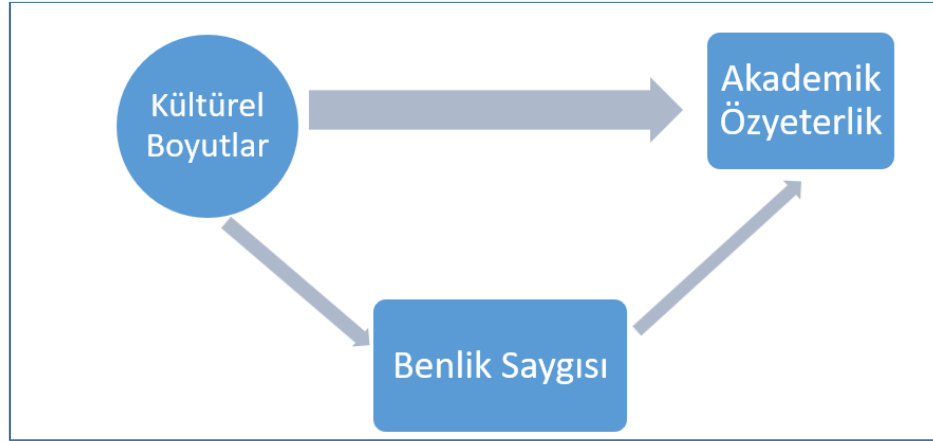 Kültürel
Boyutlar
Akademik
Özyeterlik
Benlik Saygısı